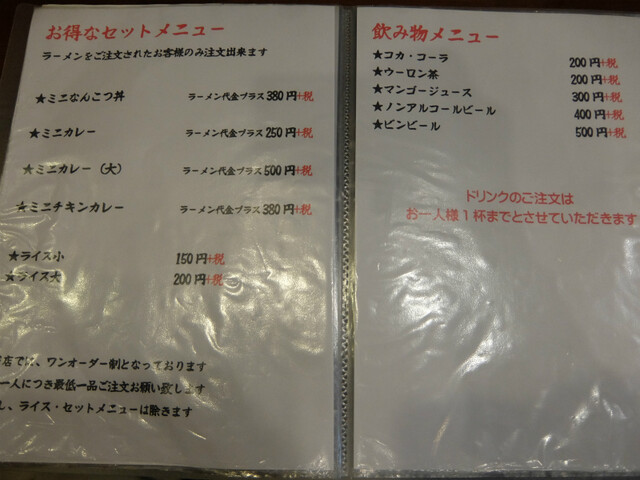 お得なセットメニュー
ラーメンをご注文されたお客様のみ注文出来ます
★ミニなんこつ丼 ラーメン代金プラス380円+税
★ミニカレー ラーメン代金プラス250円+税
★ミニカレー（大） ラーメン代金プラス500円+税
★ミニチキンカレー ラーメン代金プラス380円+税
★ライス小 150円+税
★ライス大 200円+税
店では、ワンオーダー制となっております
一人につき最低一品ご注文お願い致します
し、ライス・セットメニューは除きます
飲み物メニュー
★コカ・コーラ 200円+税
★ウーロン茶 200円+税
★マンゴージュース 300円+税
★ノンアルコールビール 400円+税
★ビンビール 500円+税
ドリンクのご注文は
お一人様1杯までとさせていただきます